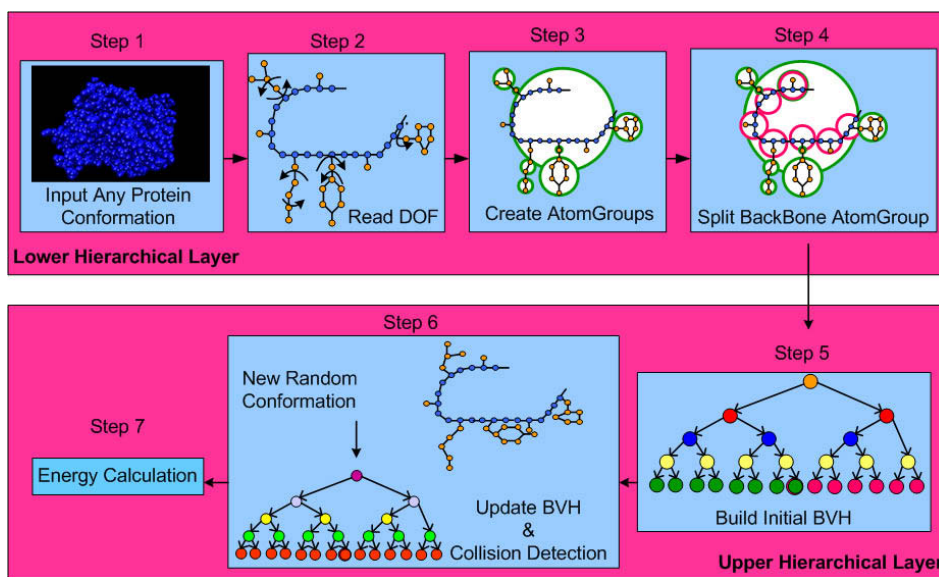 Step 1
Step 2
Step 3
Step 4
Input Any Protein
Conformation
Read DOF
Create AtomGroups
Split BackBone AtomGroup
Lower Hierarchical Layer
Step 5
Build Initial BVH
Step 6
New Random
Conformation
Update BVH
&
Collision Detection
Step 7
Energy Calculation
Upper Hierarchical Layer